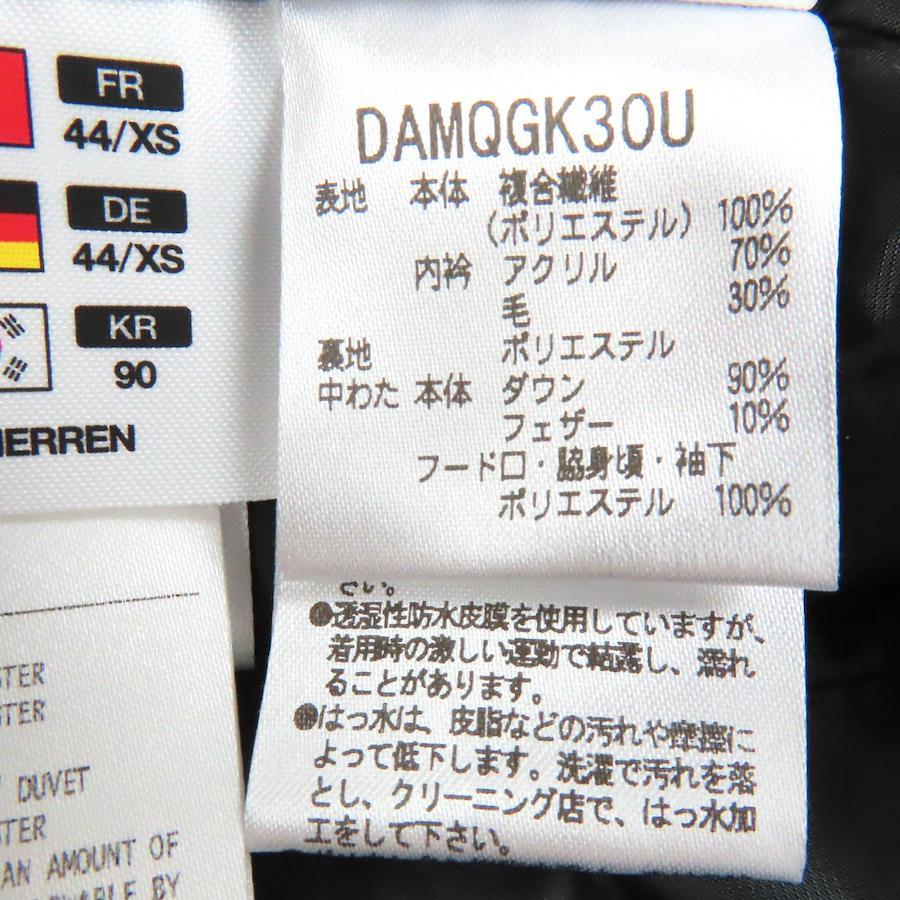 FR
44/XS
DE
44/XS
KR
90
HERREN
DAMQGK30U
表地 本体 複合繊維
(ポリエステル) 100%
内衿 アクリル 70%
毛 30%
裏地 ポリエステル
中わた 本体 ダウン 90%
フェザー 10%
フード口・脇身頃・袖下
ポリエステル 100%
さい。
●透湿性防水皮膜を使用していますが、
着用時の激しい運動で結露し、濡れ
ることがあります。
●はっ水は、皮脂などの汚れや摩擦に
よって低下します。洗濯で汚れを落
とし、クリーニング店で、はっ水加
工をして下さい。
STER
STER
DUVET
STER
AN AMOUNT OF
BY